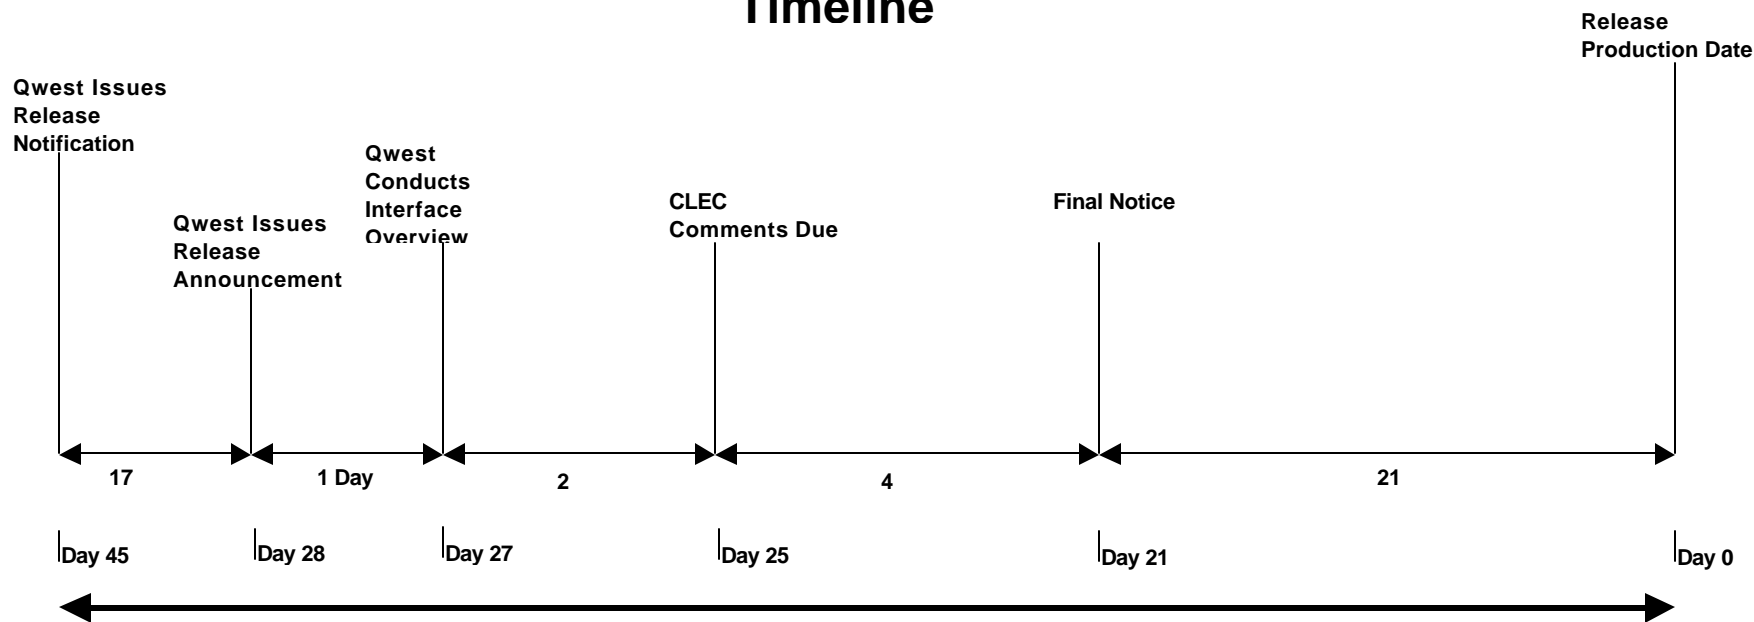 Timeline
Release
Production Date
Qwest Issues
Release
Notification
Qwest
Conducts
Interface
Overview
CLEC
Comments Due
Final Notice
Qwest Issues
Release
Announcement
17
1 Day
2
4
21
Day 45
Day 28
Day 27
Day 25
Day 21
Day 0